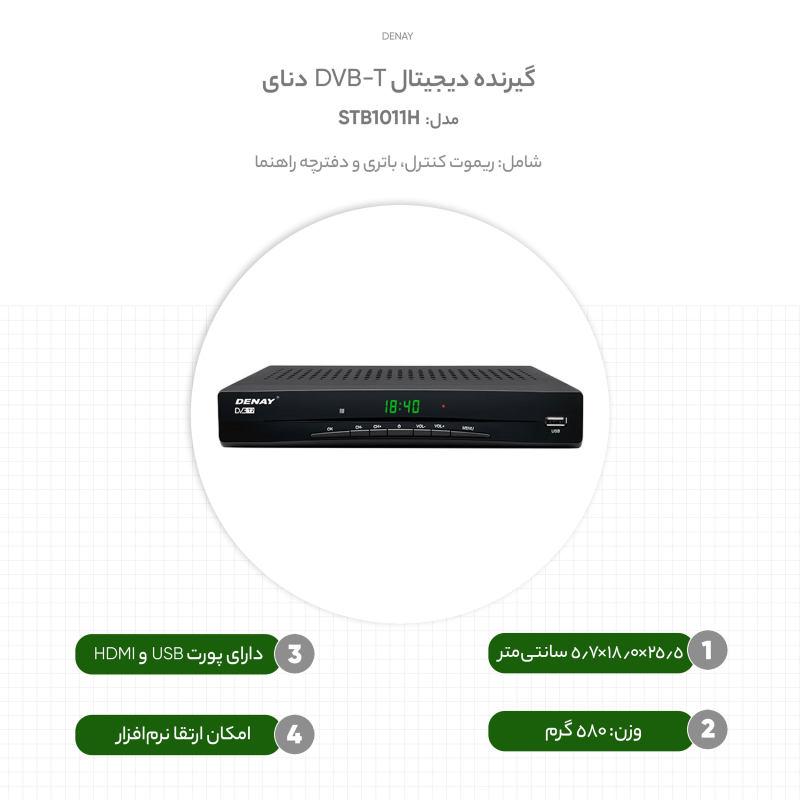 DENAY
گیرنده دیجیتال DVB-T دنای
مدل: STB1011H
شامل: ریموت کنترل، باتری و دفترچه راهنما
DENAY
DVB T2
18:40
OK CH- CH+ VOL- VOL+ MENU
USB
1 ۲۵٫۵×۱۸٫۰×۵٫۷ سانتی‌متر
2 وزن: ۵۸۰ گرم
3 دارای پورت USB و HDMI
4 امکان ارتقا نرم‌افزار